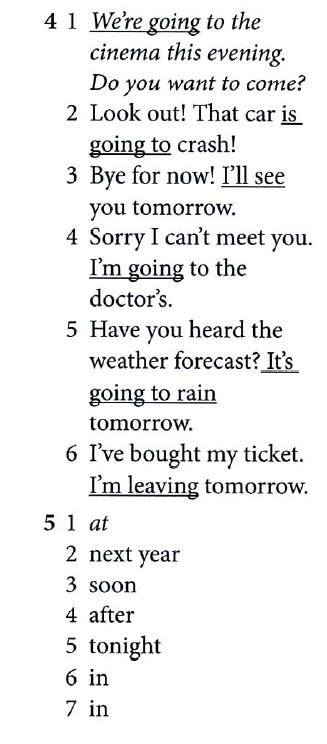 4 1 We're going to the
cinema this evening.
Do you want to come?
2 Look out! That car is
going to crash!
3 Bye for now! I'll see
you tomorrow.
4 Sorry I can't meet you.
I'm going to the
doctor's.
5 Have you heard the
weather forecast? It's
going to rain
tomorrow.
6 I've bought my ticket.
I'm leaving tomorrow.
5 1 at
2 next year
3 soon
4 after
5 tonight
6 in
7 in